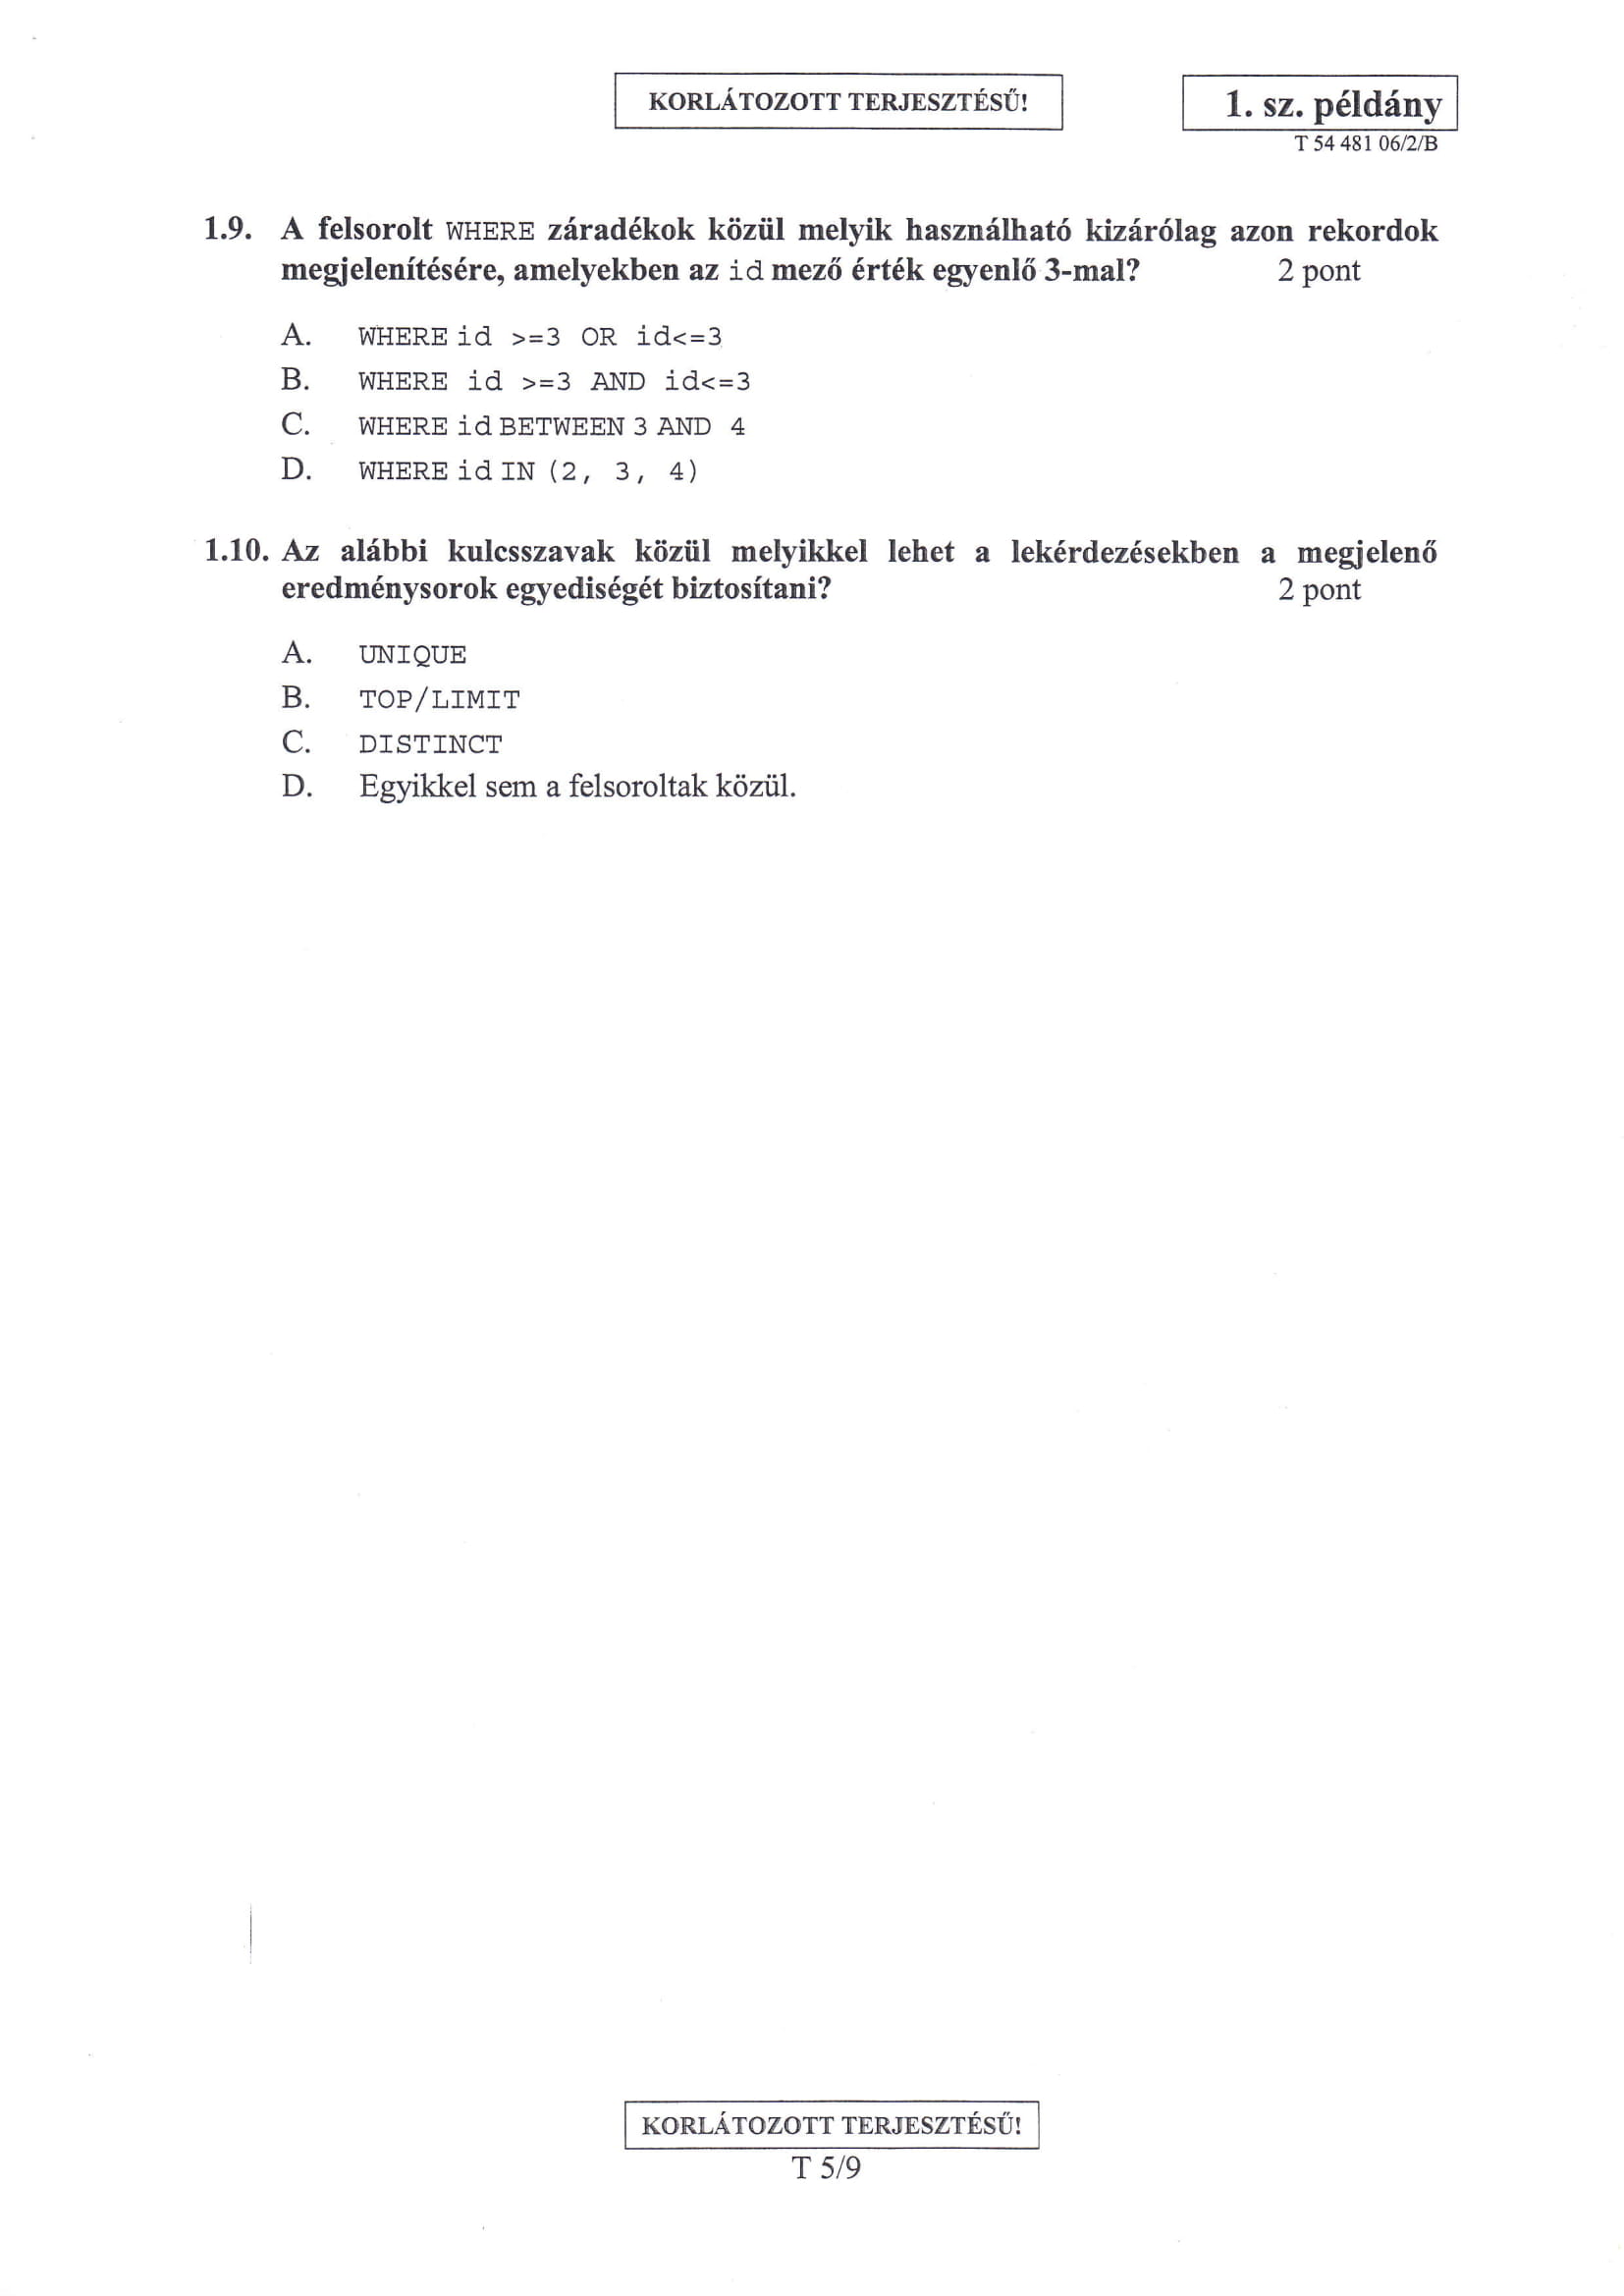 KORLÁTOZOTT TERJESZTÉSŰ!
1. sz. példány
T 54 481 06/2/B
1.9. A felsorolt WHERE záradékok közül melyik használható kizárólag azon rekordok
megjelenítésére, amelyekben az id mező érték egyenlő 3-mal? 2 pont
A. WHERE id >=3 OR id<=3
B. WHERE id >=3 AND id<=3
C. WHERE id BETWEEN 3 AND 4
D. WHERE id IN (2, 3, 4)
1.10. Az alábbi kulcsszavak közül melyikkel lehet a lekérdezésekben a megjelenő
eredménysorok egyediségét biztosítani? 2 pont
A. UNIQUE
B. TOP/LIMIT
C. DISTINCT
D. Egyikkel sem a felsoroltak közül.
KORLÁTOZOTT TERJESZTÉSŰ!
T 5/9